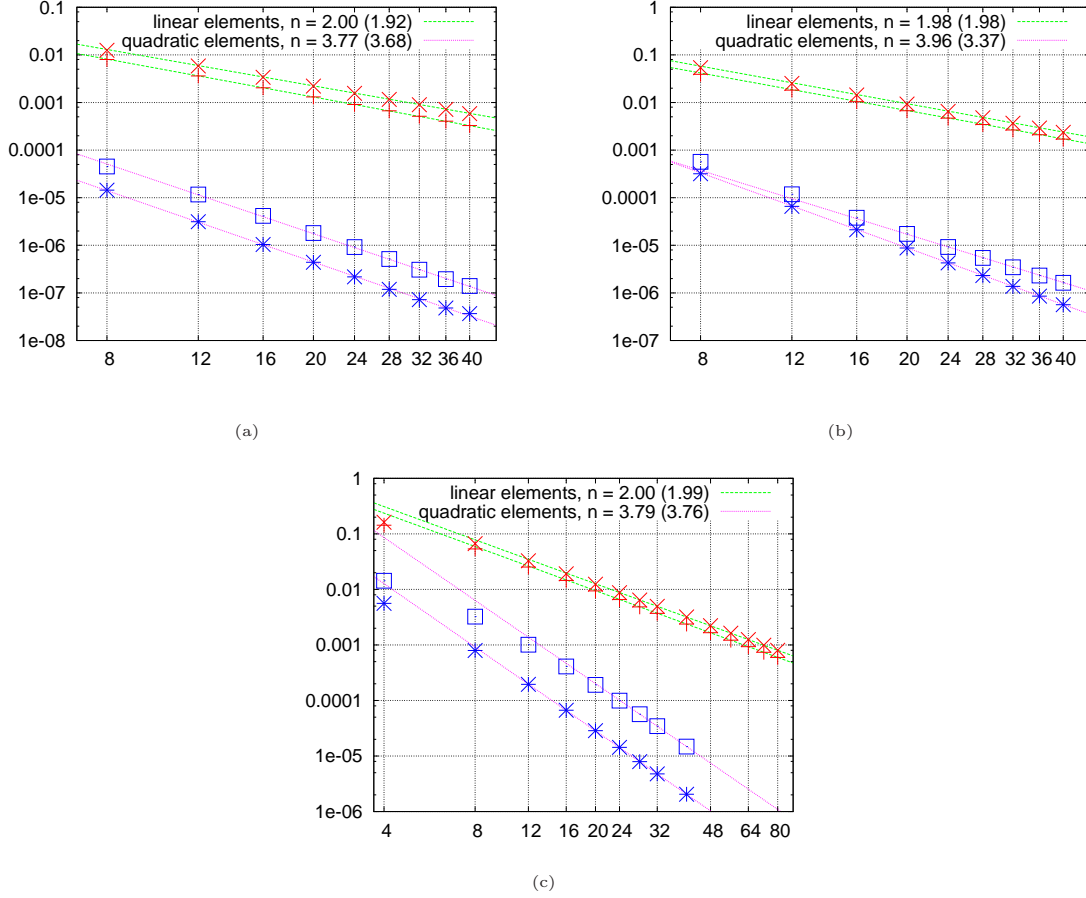 linear elements, n = 2.00 (1.92)
quadratic elements, n = 3.77 (3.68)
0.1
0.01
0.001
0.0001
1e-05
1e-06
1e-07
1e-08
8 12 16 20 24 28 32 36 40
(a)
linear elements, n = 1.98 (1.98)
quadratic elements, n = 3.96 (3.37)
1
0.1
0.01
0.001
0.0001
1e-05
1e-06
1e-07
8 12 16 20 24 28 32 36 40
(b)
linear elements, n = 2.00 (1.99)
quadratic elements, n = 3.79 (3.76)
1
0.1
0.01
0.001
0.0001
1e-05
1e-06
4 8 12 16 20 24 32 48 64 80
(c)